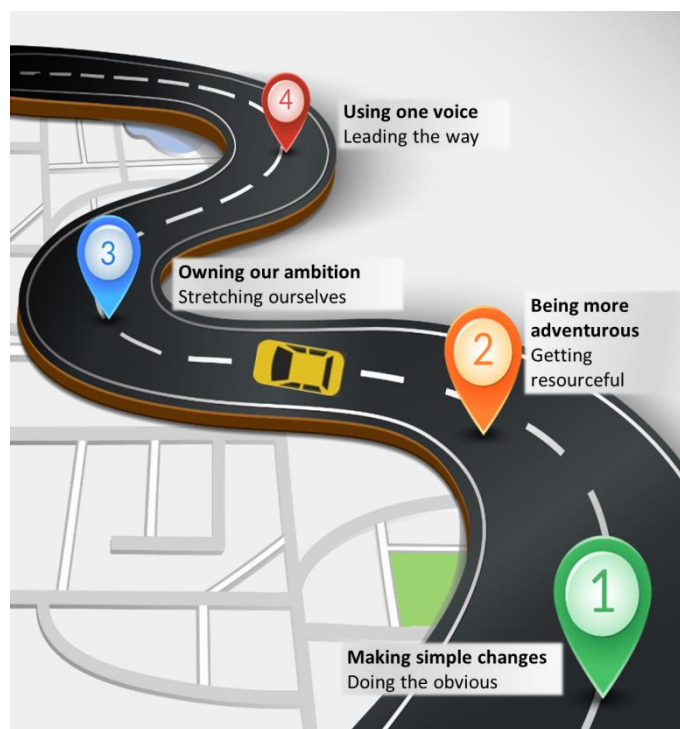 4
Using one voice
Leading the way
3
Owning our ambition
Stretching ourselves
Being more
adventurous
Getting
resourceful
2
Making simple changes
Doing the obvious
1